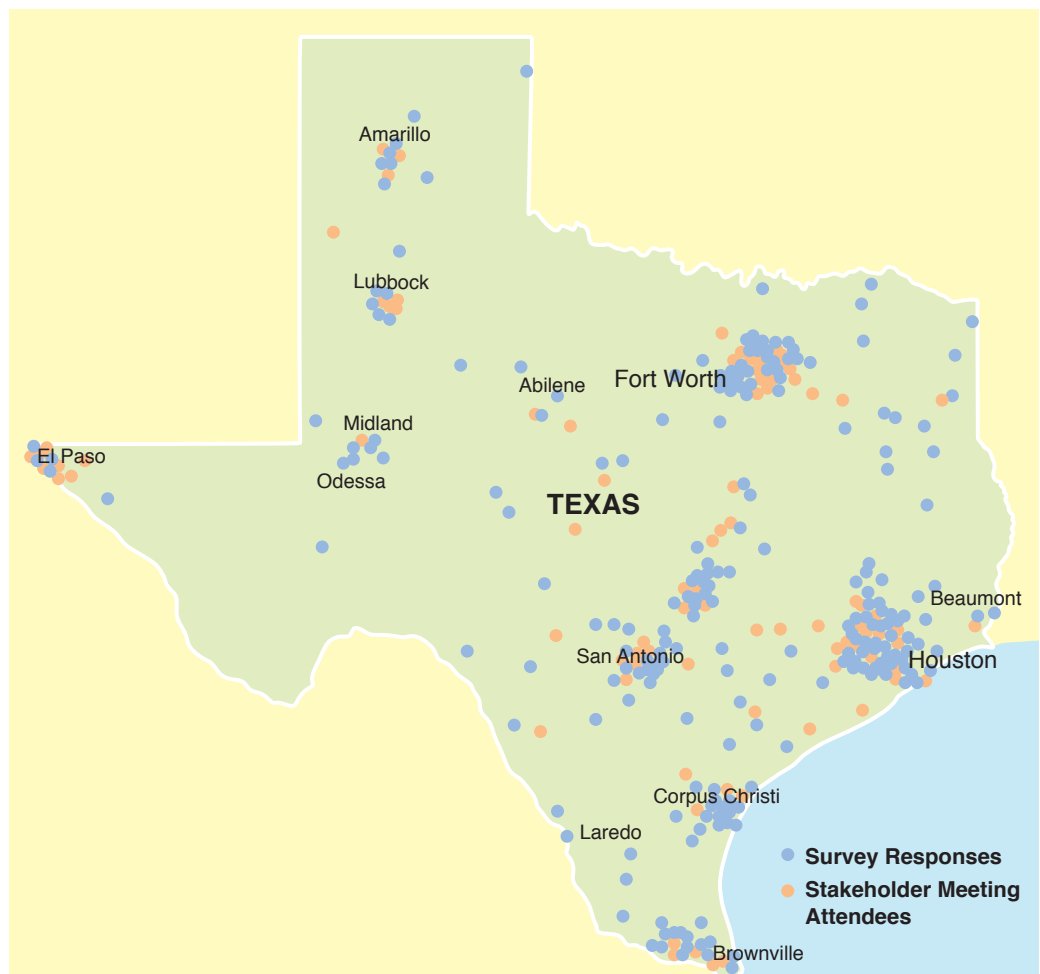 Amarillo
Lubbock
Abilene
Fort Worth
Midland
El Paso
Odessa
TEXAS
Beaumont
San Antonio
Houston
Corpus Christi
Laredo
Survey Responses
Stakeholder Meeting
Attendees
Brownville